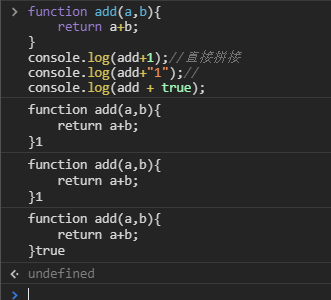 function add(a,b){
    return a+b;
}
console.log(add+1);//直接拼接
console.log(add+"1");//
console.log(add + true);
function add(a,b){
    return a+b;
}1
function add(a,b){
    return a+b;
}1
function add(a,b){
    return a+b;
}true
undefined